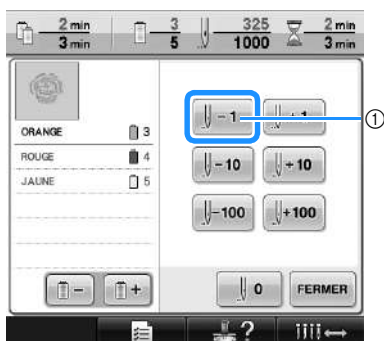 2 min 3 325 2 min
3 min 5 1000 3 min
- 1 + 1 ①
ORANGE 3
ROUGE 4
- 10 + 10
JAUNE 5
-100 +100
- + 0 FERMER
?